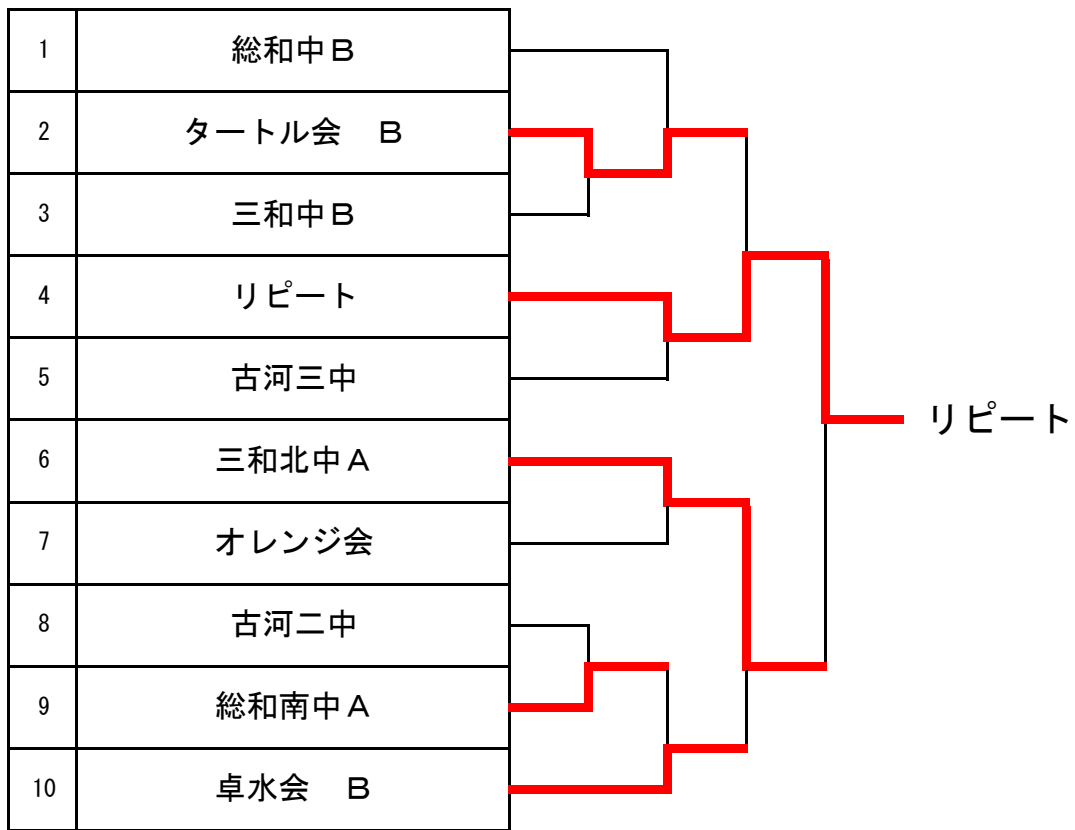 1 総和中Ｂ
2 タートル会　Ｂ
3 三和中Ｂ
4 リピート
5 古河三中
6 三和北中Ａ
7 オレンジ会
8 古河二中
9 総和南中Ａ
10 卓水会　Ｂ
リピート